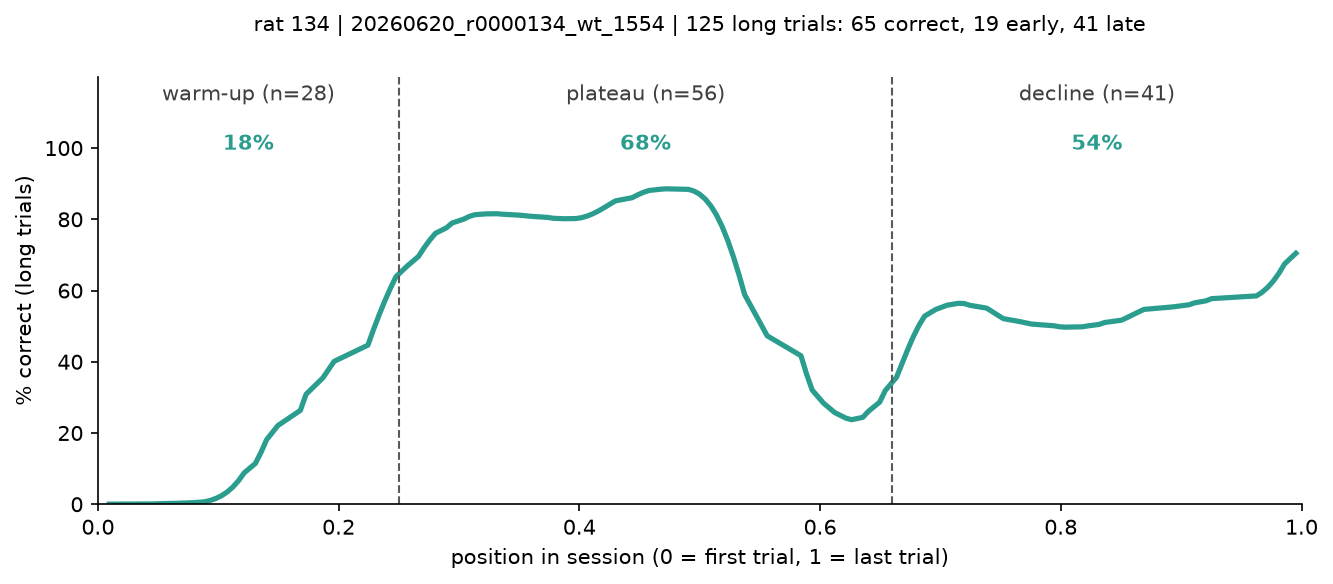 rat 134 | 20260620_r0000134_wt_1554 | 125 long trials: 65 correct, 19 early, 41 late
warm-up (n=28)
plateau (n=56)
decline (n=41)
18%
68%
54%
% correct (long trials)
100
80
60
40
20
0
0.0
0.2
0.4
0.6
0.8
1.0
position in session (0 = first trial, 1 = last trial)